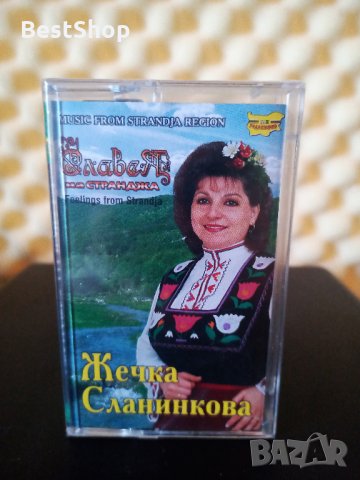 BestShop
MUSIC FROM STRANDJA REGION
СлавеЯт
на СТРАНДЖА
Feelings from Strandja
Жечка
Сланинкова
BAZAR